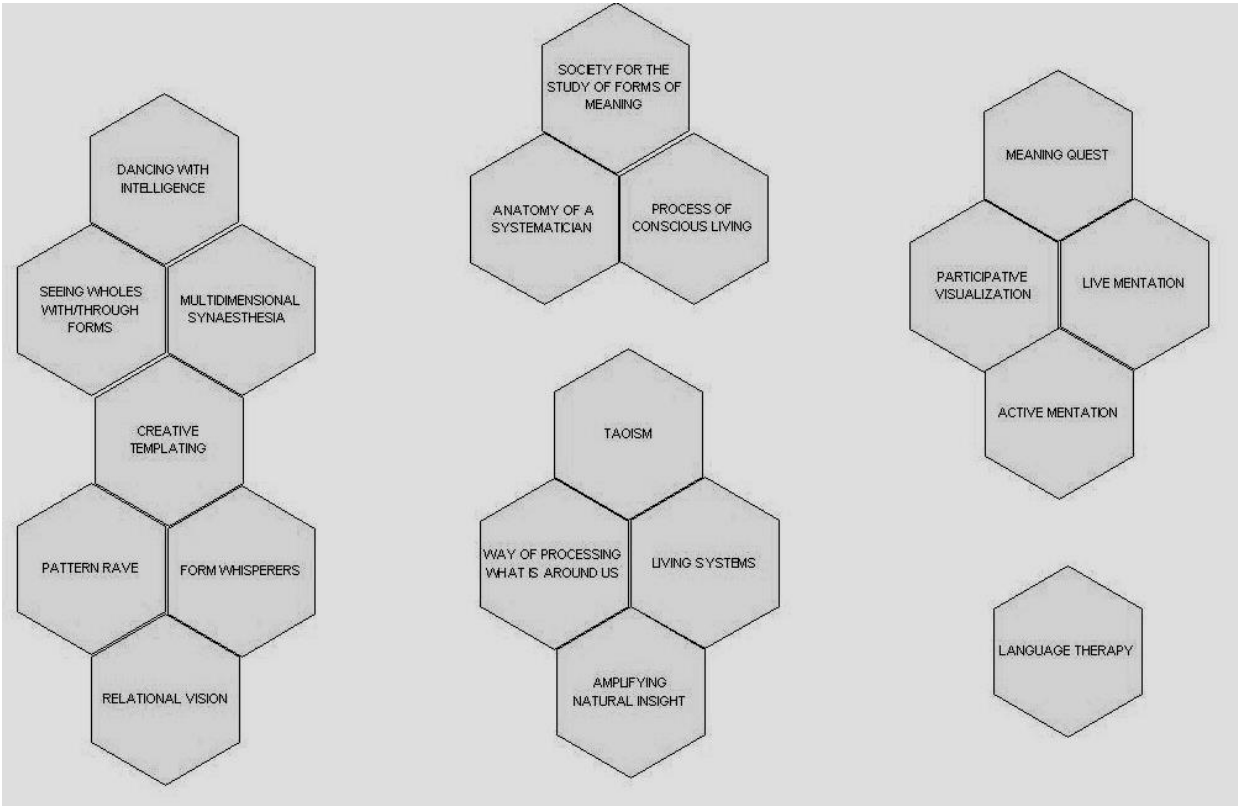 DANCING WITH
INTELLIGENCE
SEEING WHOLES
WITH/THROUGH
FORMS
MULTIDIMENSIONAL
SYNAESTHESIA
CREATIVE
TEMPLATING
PATTERN RAVE
FORM WHISPERERS
RELATIONAL VISION
SOCIETY FOR THE
STUDY OF FORMS OF
MEANING
ANATOMY OF A
SYSTEMATICIAN
PROCESS OF
CONSCIOUS LIVING
TAOISM
WAY OF PROCESSING
WHAT IS AROUND US
LIVING SYSTEMS
AMPLIFYING
NATURAL INSIGHT
MEANING QUEST
PARTICIPATIVE
VISUALIZATION
LIVE MENTATION
ACTIVE MENTATION
LANGUAGE THERAPY